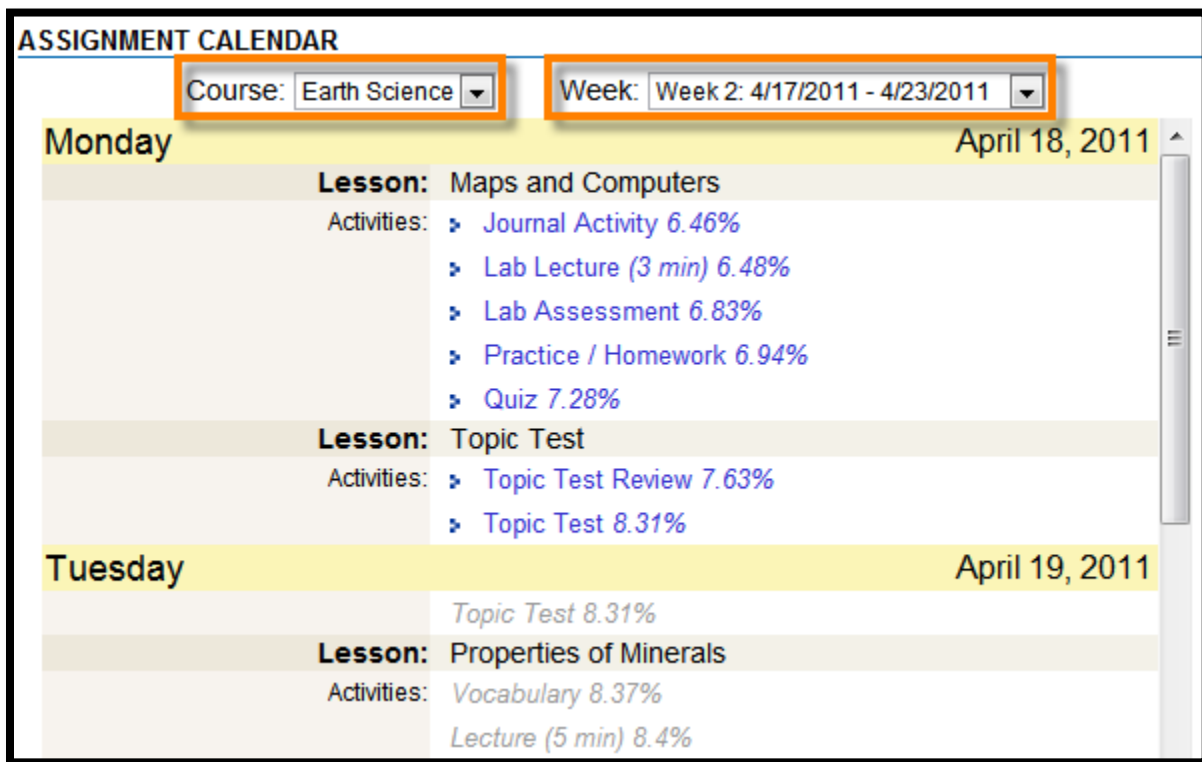 ASSIGNMENT CALENDAR
Course: Earth Science Week: Week 2: 4/17/2011 - 4/23/2011
Monday April 18, 2011
Lesson: Maps and Computers
Activities: Journal Activity 6.46%
Lab Lecture (3 min) 6.48%
Lab Assessment 6.83%
Practice / Homework 6.94%
Quiz 7.28%
Lesson: Topic Test
Activities: Topic Test Review 7.63%
Topic Test 8.31%
Tuesday April 19, 2011
Topic Test 8.31%
Lesson: Properties of Minerals
Activities: Vocabulary 8.37%
Lecture (5 min) 8.4%